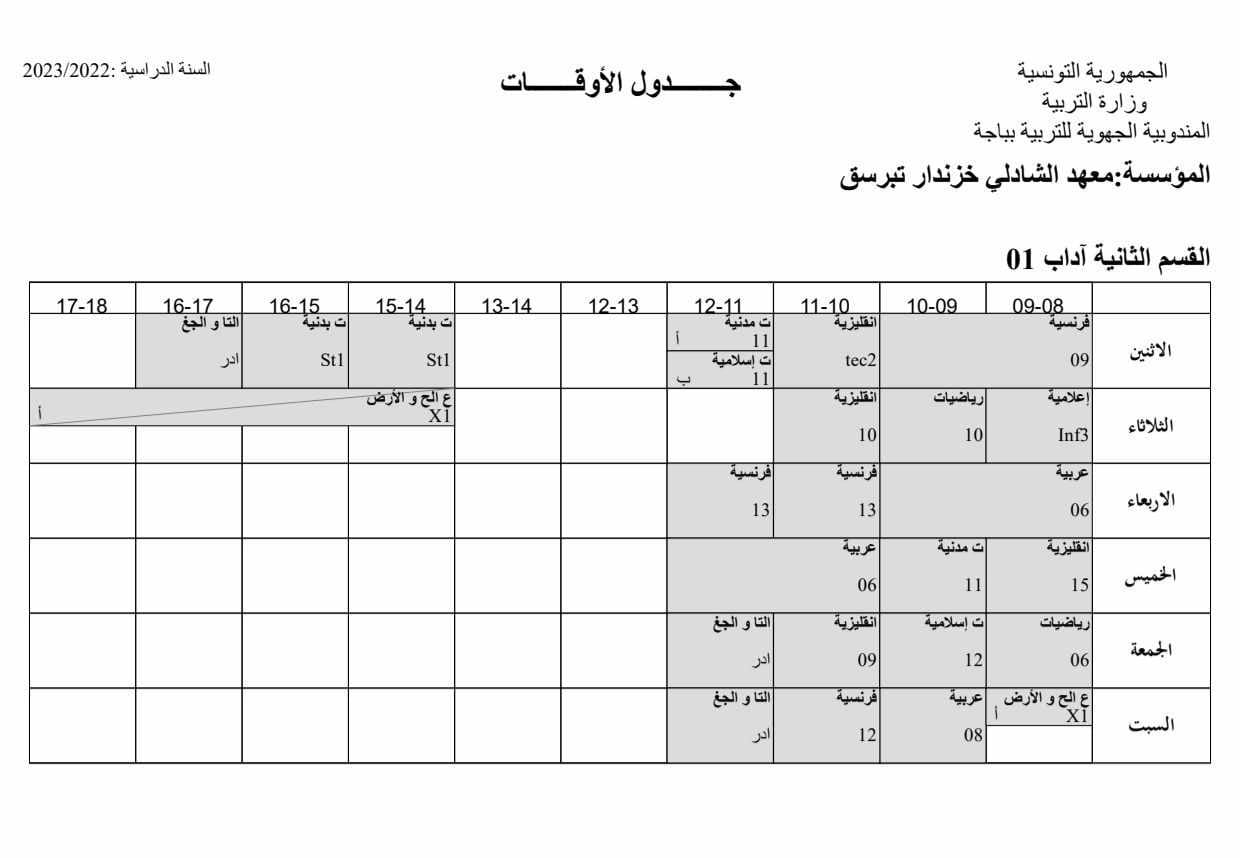 الجمهورية التونسية
وزارة التربية
المندوبية الجهوية للتربية بباجة
جـــــــدول الأوقـــــــات
السنة الدراسية :2023/2022
المؤسسة:معهد الشاذلي خزندار تبرسق
القسم الثانية آداب 01
09-08 10-09 11-10 12-11 12-13 13-14 15-14 16-15 16-17 17-18
الاثنين
فرنسية
09
انقليزية
tec2
ت مدنية
11 أ
ت إسلامية
11 ب
ت بدنية
St1
ت بدنية
St1
التا و الجغ
ادر
الثلاثاء
إعلامية
Inf3
رياضيات
10
انقليزية
10
ع الح و الأرض
X1 أ
الاربعاء
عربية
06
فرنسية
13
فرنسية
13
الخميس
انقليزية
15
ت مدنية
11
عربية
06
الجمعة
رياضيات
06
ت إسلامية
12
انقليزية
09
التا و الجغ
ادر
السبت
ع الح و الأرض
X1 أ
عربية
08
فرنسية
12
التا و الجغ
ادر